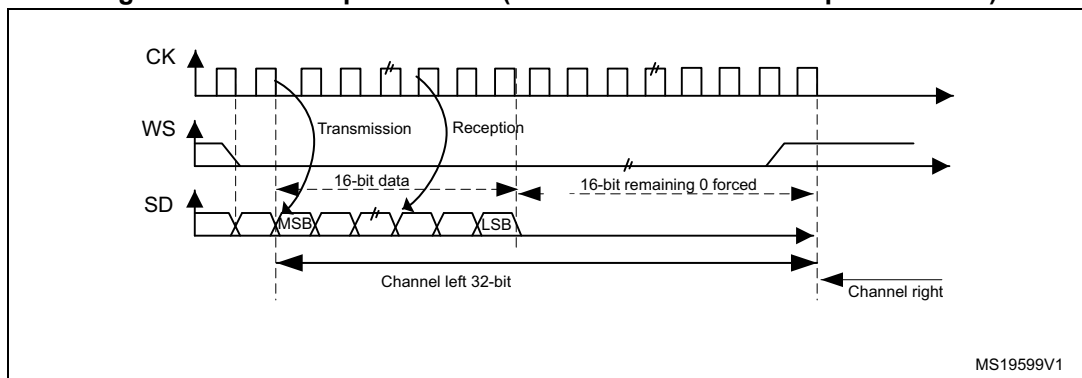 CK
Transmission
Reception
WS
16-bit data
16-bit remaining 0 forced
SD
MSB
LSB
Channel left 32-bit
Channel right
MS19599V1